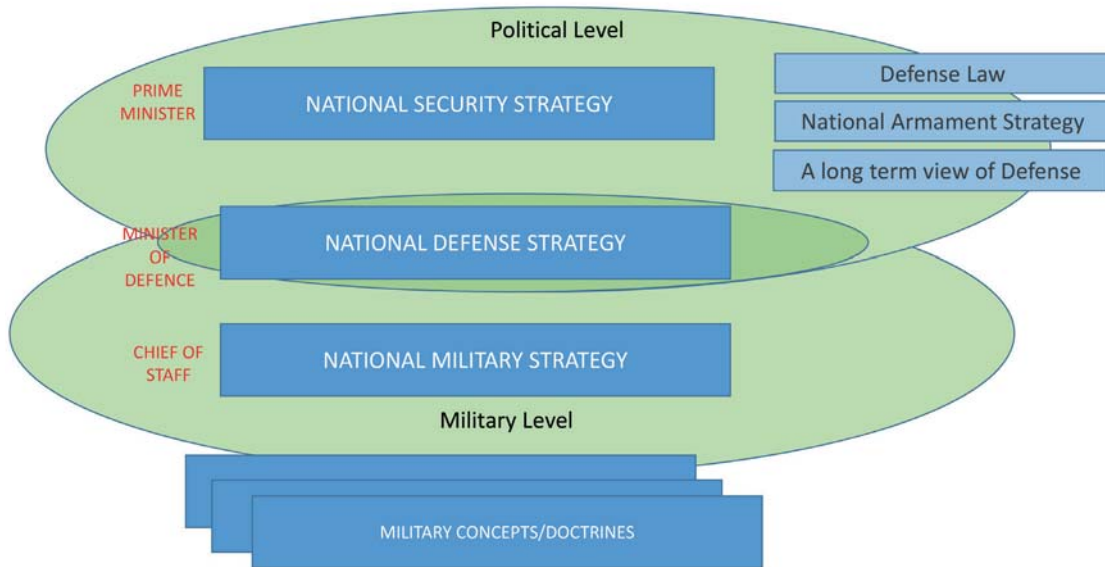 Political Level
PRIME
MINISTER
NATIONAL SECURITY STRATEGY
Defense Law
National Armament Strategy
A long term view of Defense
MINISTER
OF
DEFENCE
NATIONAL DEFENSE STRATEGY
CHIEF OF
STAFF
NATIONAL MILITARY STRATEGY
Military Level
MILITARY CONCEPTS/DOCTRINES